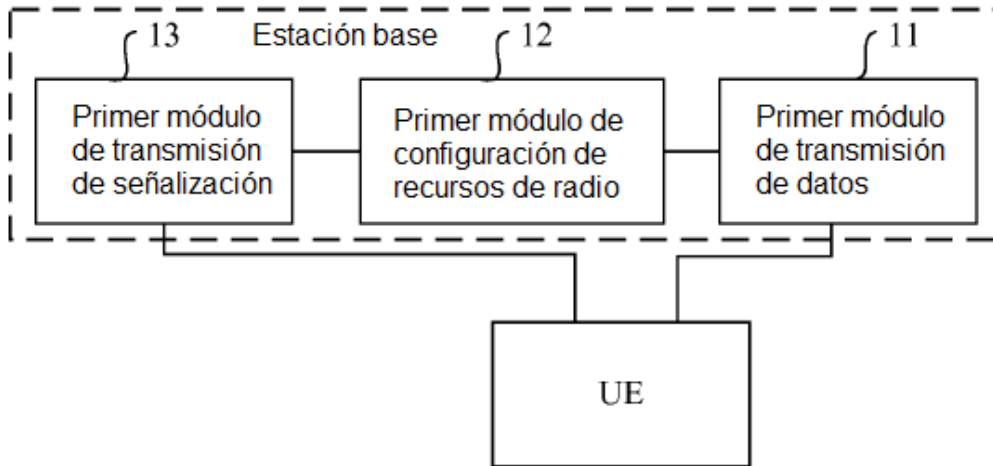 13
Estación base
12
11
Primer módulo
de transmisión
de señalización
Primer módulo de
configuración de
recursos de radio
Primer módulo
de transmisión
de datos
UE